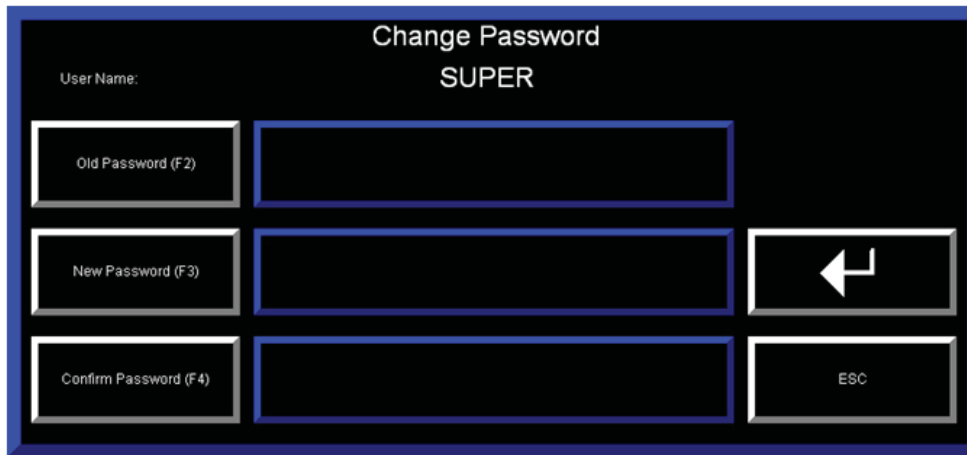 Change Password
User Name: SUPER
Old Password (F2)
New Password (F3)
Confirm Password (F4)
ESC